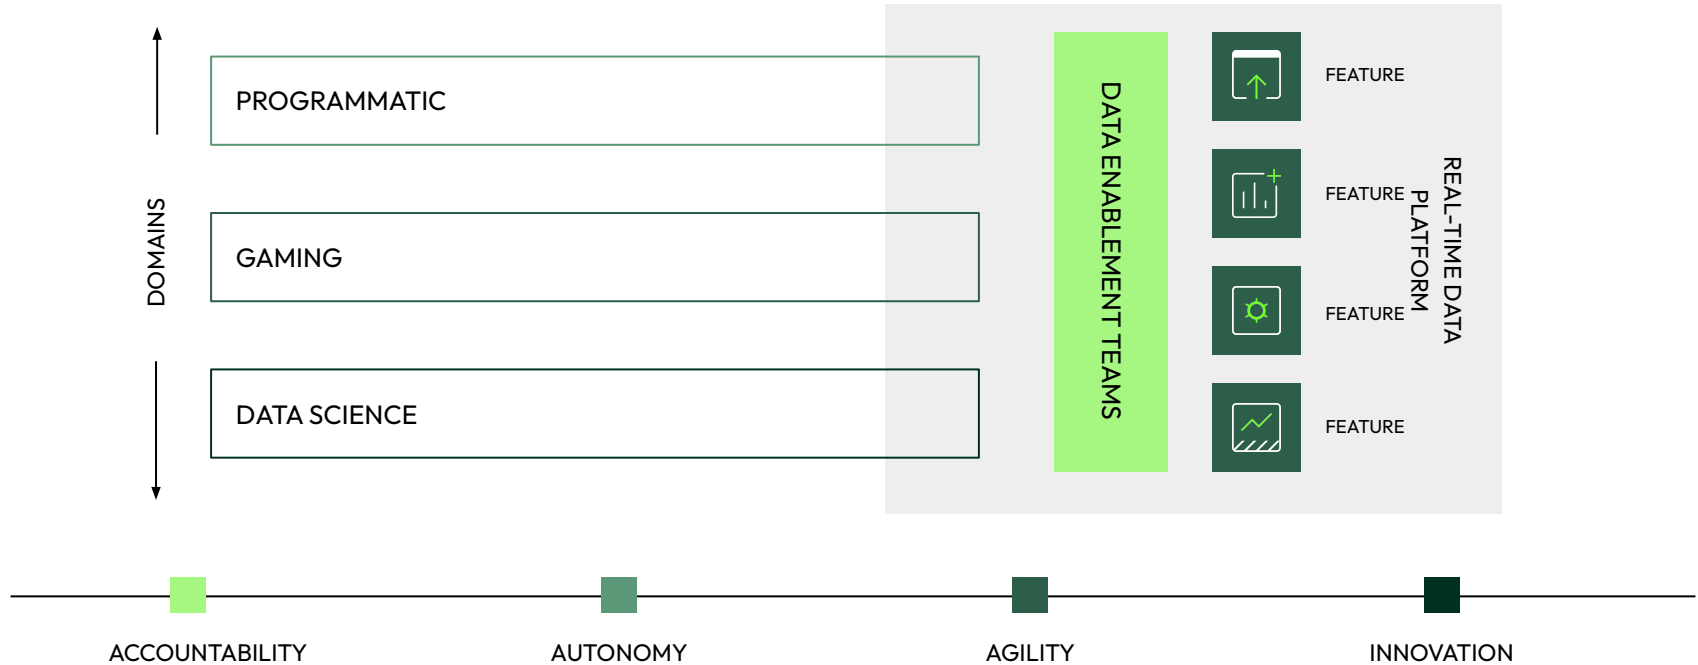 DOMAINS
PROGRAMMATIC
GAMING
DATA SCIENCE
DATA ENABLEMENT TEAMS
FEATURE
FEATURE
FEATURE
FEATURE
REAL-TIME DATA
PLATFORM
ACCOUNTABILITY
AUTONOMY
AGILITY
INNOVATION